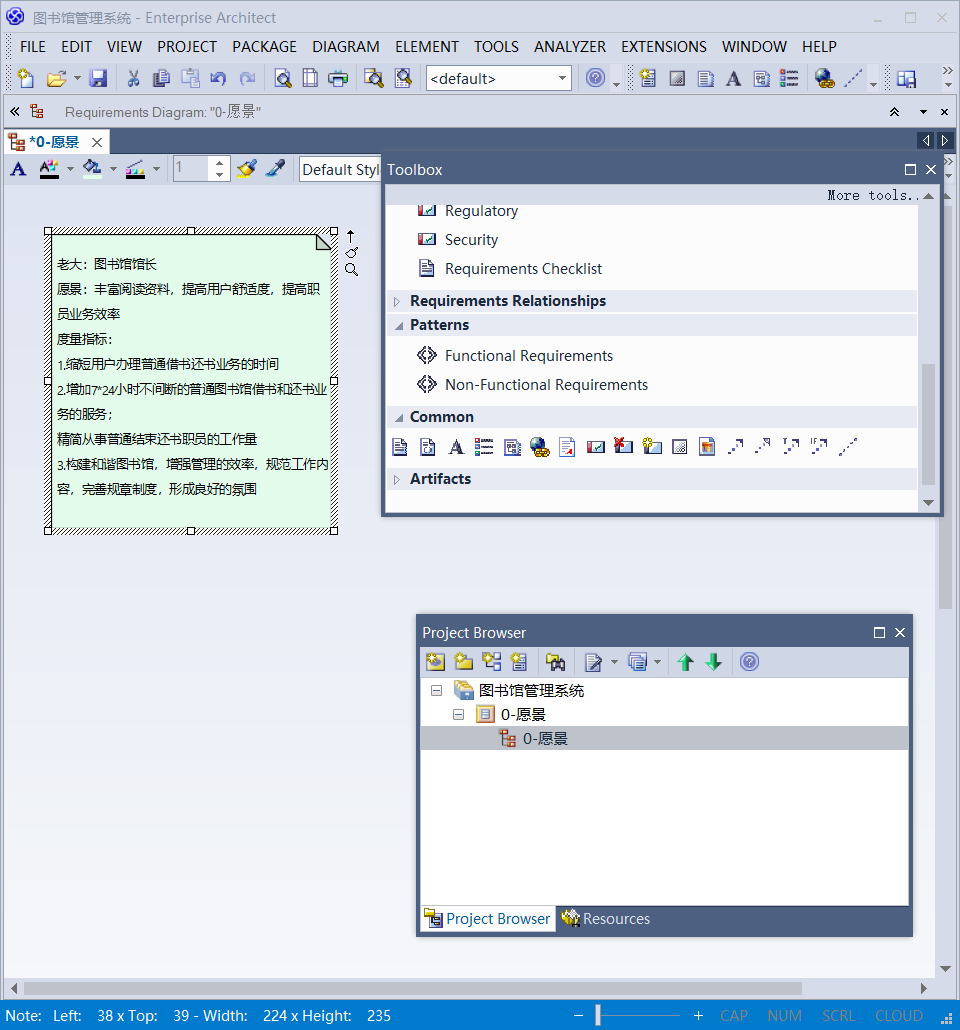 图书馆管理系统 - Enterprise Architect
FILE EDIT VIEW PROJECT PACKAGE DIAGRAM ELEMENT TOOLS ANALYZER EXTENSIONS WINDOW HELP
<default>
Requirements Diagram: "0-愿景"
*0-愿景
1
Default Styl
老大：图书馆馆长
愿景：丰富阅读资料，提高用户舒适度，提高职
员业务效率
度量指标：
1,缩短用户办理普通借书还书业务的时间
2,增加7*24小时不间断的普通图书馆借书和还书业
务的服务；
精简从事普通结束还书职员的工作量
3,构建和谐图书馆，增强管理的效率，规范工作内
容，完善规章制度，形成良好的氛围
Toolbox
More tools..
Regulatory
Security
Requirements Checklist
Requirements Relationships
Patterns
Functional Requirements
Non-Functional Requirements
Common
Artifacts
Project Browser
图书馆管理系统
0-愿景
0-愿景
Project Browser Resources
Note: Left: 38 x Top: 39 - Width: 224 x Height: 235
CAP NUM SCRL CLOUD